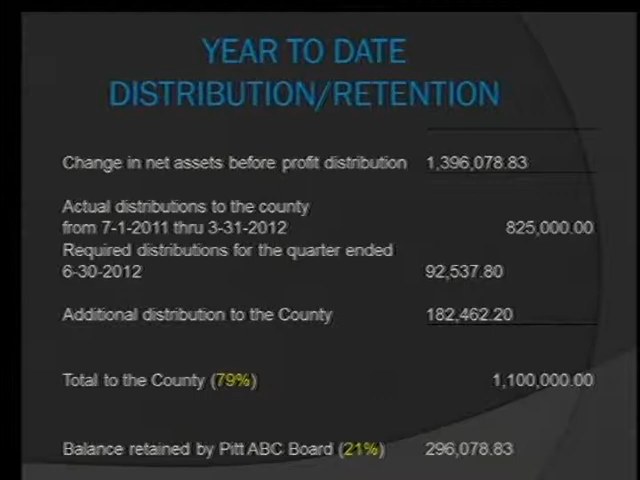 YEAR TO DATE
DISTRIBUTION/RETENTION
Change in net assets before profit distribution 1,396,078.83
Actual distributions to the county
from 7-1-2011 thru 3-31-2012 825,000.00
Required distributions for the quarter ended
6-30-2012 92,537.80
Additional distribution to the County 182,462.20
Total to the County (79%) 1,100,000.00
Balance retained by Pitt ABC Board (21%) 296,078.83